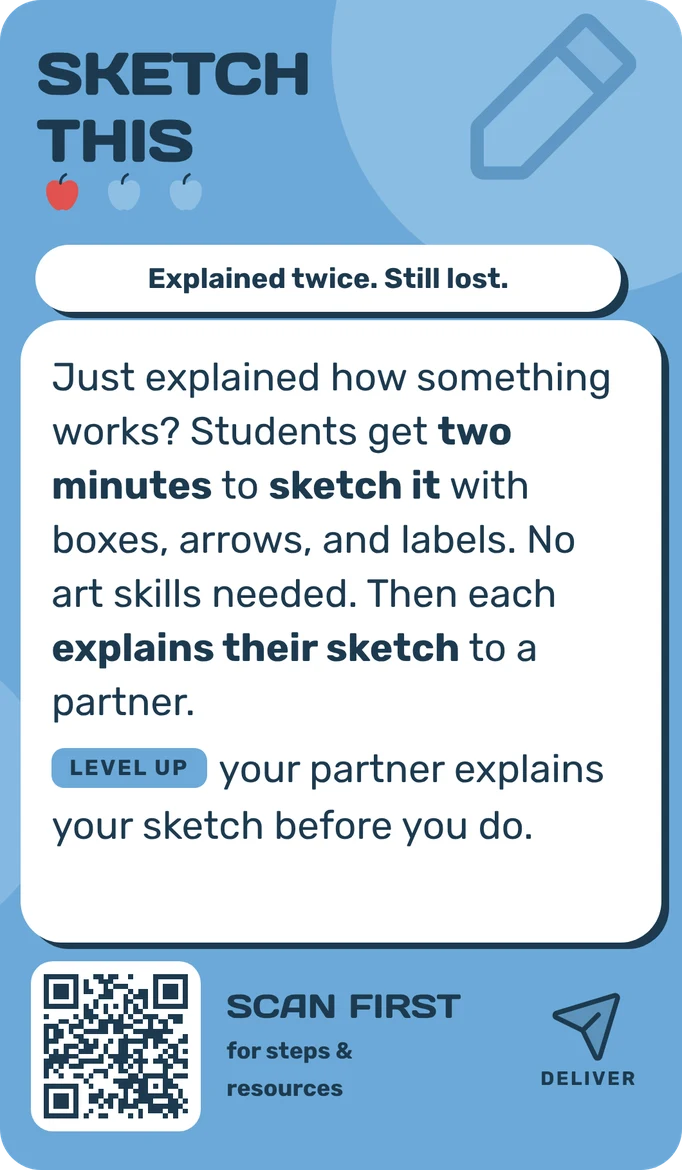 SKETCH
THIS
Explained twice. Still lost.
Just explained how something
works? Students get two
minutes to sketch it with
boxes, arrows, and labels. No
art skills needed. Then each
explains their sketch to a
partner.
LEVEL UP your partner explains
your sketch before you do.
SCAN FIRST
for steps &
resources
DELIVER